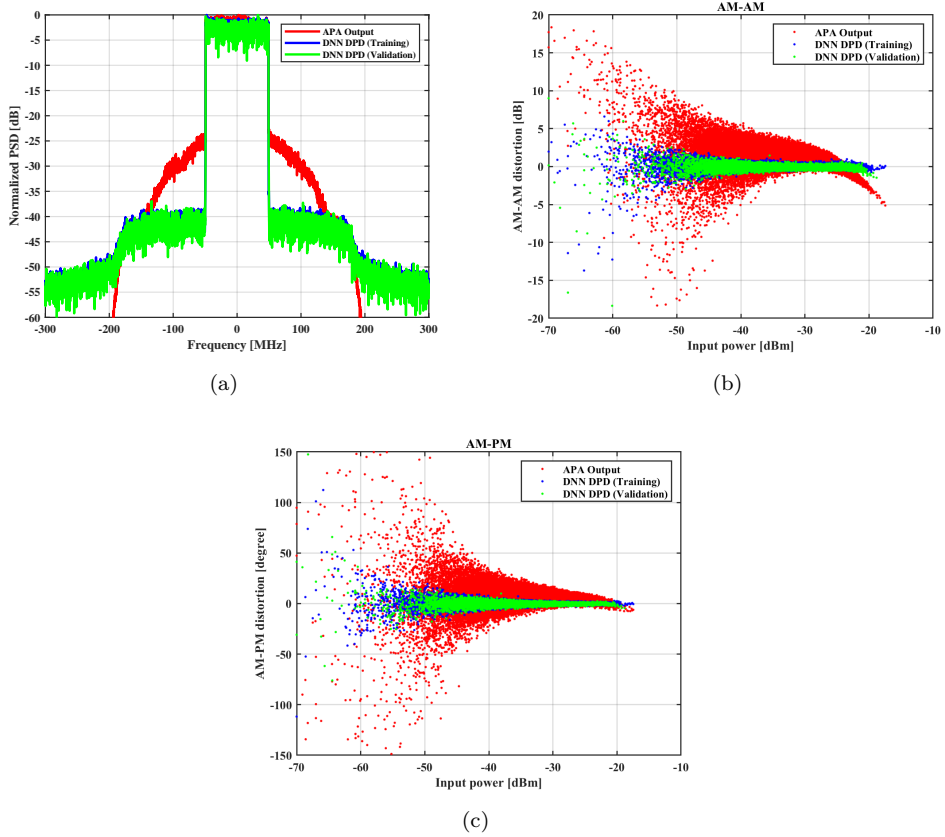 0
-5
-10
-15
-20
-25
-30
-35
-40
-45
-50
-55
-60
-300
-200
-100
0
100
200
300
Normalized PSD [dB]
Frequency [MHz]
APA Output
DNN DPD (Training)
DNN DPD (Validation)
(a)
AM-AM
20
15
10
5
0
-5
-10
-15
-20
-70
-60
-50
-40
-30
-20
-10
AM-AM distortion [dB]
Input power [dBm]
APA Output
DNN DPD (Training)
DNN DPD (Validation)
(b)
AM-PM
150
100
50
0
-50
-100
-150
-70
-60
-50
-40
-30
-20
-10
AM-PM distortion [degree]
Input power [dBm]
APA Output
DNN DPD (Training)
DNN DPD (Validation)
(c)